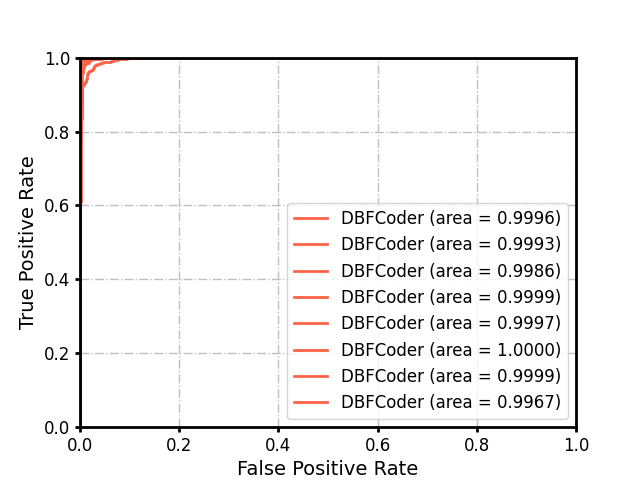 1.0
0.8
0.6
0.4
0.2
0.0
True Positive Rate
DBFCoder (area = 0.9996)
DBFCoder (area = 0.9993)
DBFCoder (area = 0.9986)
DBFCoder (area = 0.9999)
DBFCoder (area = 0.9997)
DBFCoder (area = 1.0000)
DBFCoder (area = 0.9999)
DBFCoder (area = 0.9967)
0.0 0.2 0.4 0.6 0.8 1.0
False Positive Rate